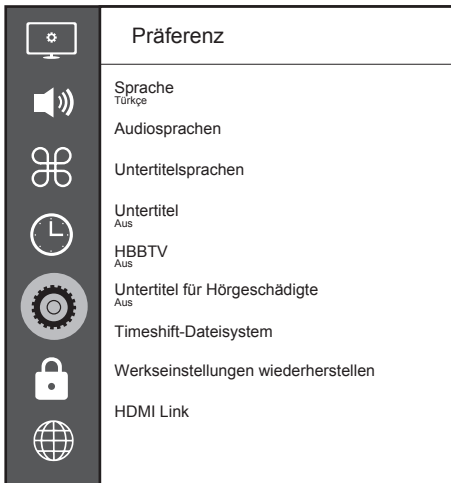 Präferenz
Sprache
Türkçe
Audiosprachen
Untertitelsprachen
Untertitel
Aus
HBBTV
Aus
Untertitel für Hörgeschädigte
Aus
Timeshift-Dateisystem
Werkseinstellungen wiederherstellen
HDMI Link